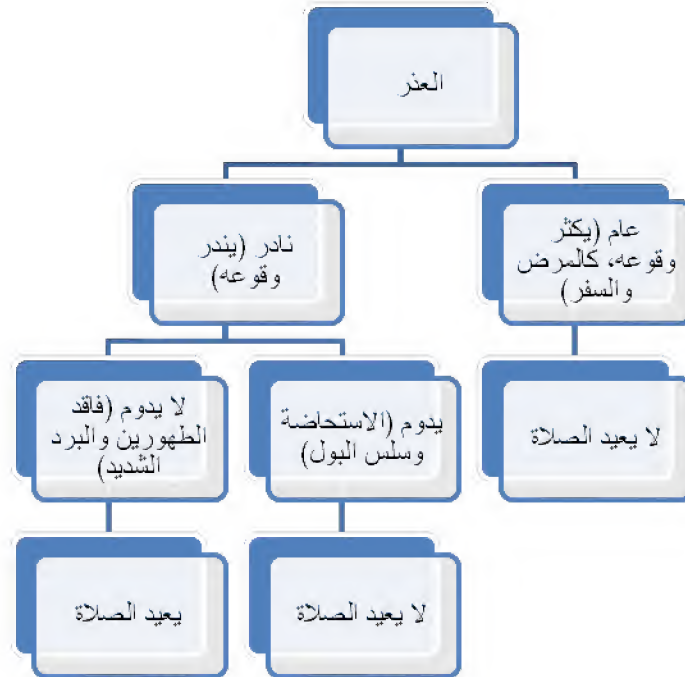 العذر
عام (يكثر
وقوعه، كالمرض
والسفر)
نادر (يندر
وقوعه)
لا يعيد الصلاة
يدوم (الاستحاضة
وسلس البول)
لا يدوم (فاقد
الطهورين والبرد
الشديد)
لا يعيد الصلاة
يعيد الصلاة